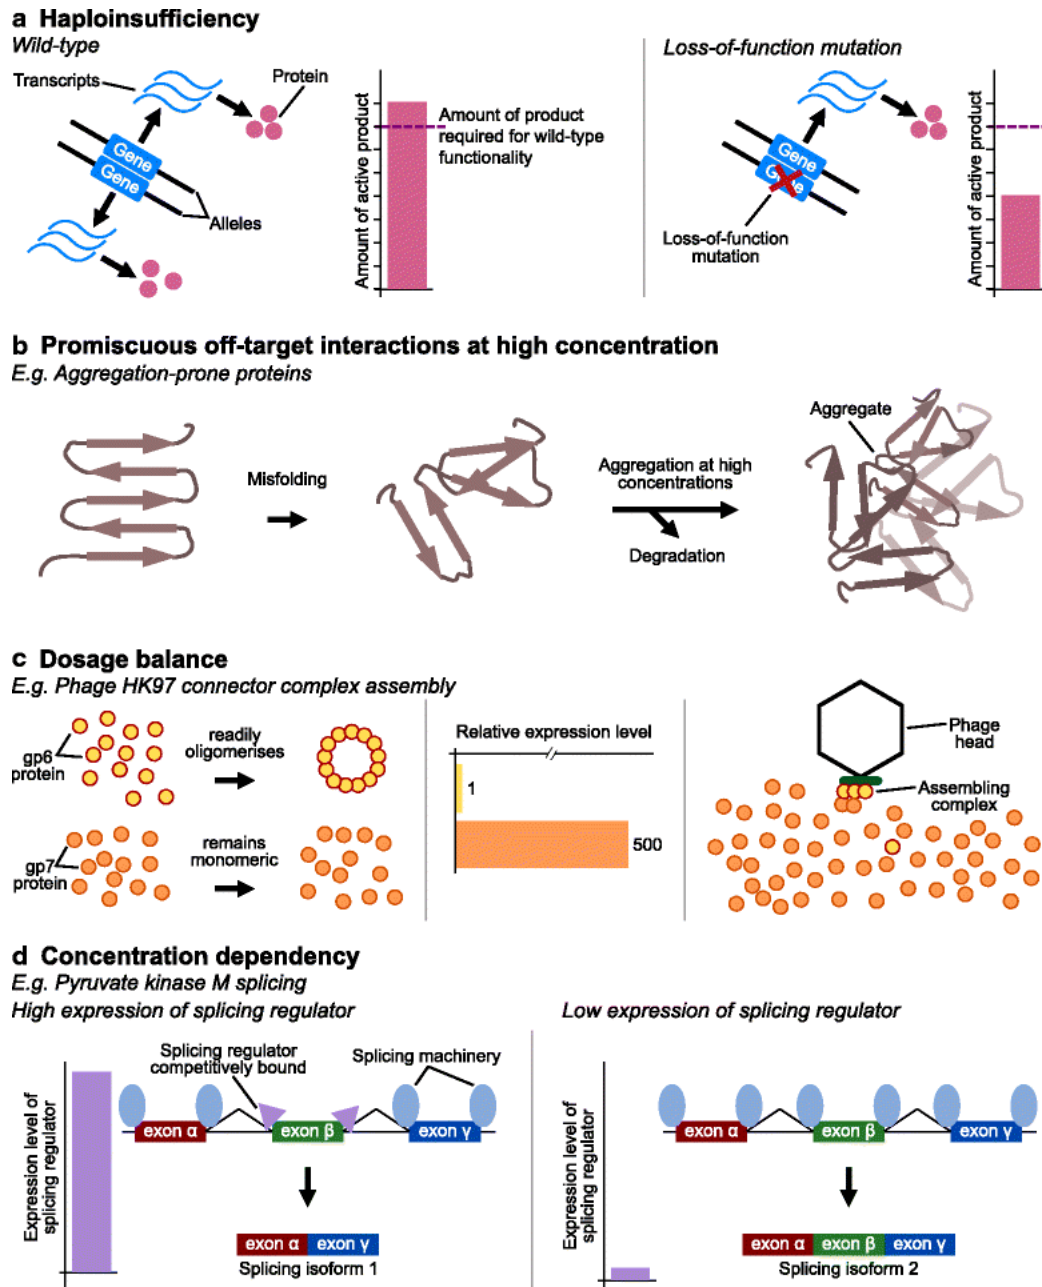 a Haploinsufficiency
Wild-type
Transcripts
Protein
Gene
Gene
Alleles
Amount of active product
Amount of product
required for wild-type
functionality
Loss-of-function mutation
Gene
Gene
Loss-of-function
mutation
Amount of active product
b Promiscuous off-target interactions at high concentration
E.g. Aggregation-prone proteins
Misfolding
Aggregation at high
concentrations
Degradation
Aggregate
c Dosage balance
E.g. Phage HK97 connector complex assembly
gp6
protein
readily
oligomerises
gp7
protein
remains
monomeric
Relative expression level
1
500
Phage
head
Assembling
complex
d Concentration dependency
E.g. Pyruvate kinase M splicing
High expression of splicing regulator
Expression level of
splicing regulator
Splicing regulator
competitively bound
Splicing machinery
exon α
exon β
exon γ
exon α exon γ
Splicing isoform 1
Low expression of splicing regulator
Expression level of
splicing regulator
exon α
exon β
exon γ
exon α exon β exon γ
Splicing isoform 2